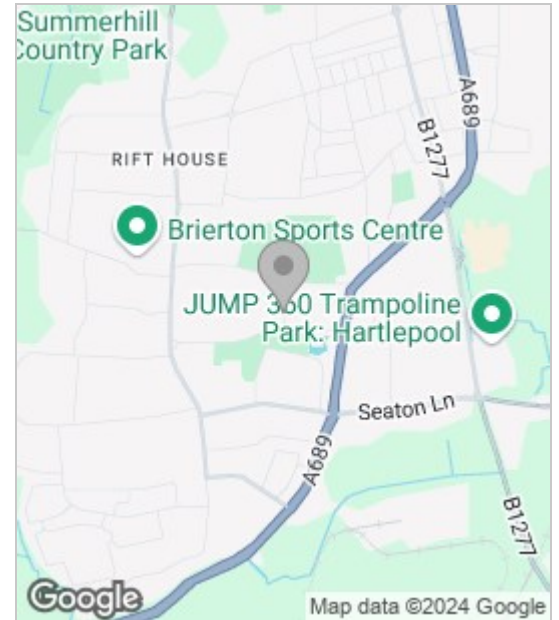 Summerhill
Country Park
A689
B1277
RIFT HOUSE
Brierton Sports Centre
JUMP 360 Trampoline
Park: Hartlepool
Seaton Ln
A689
B1277
Google
Map data ©2024 Google